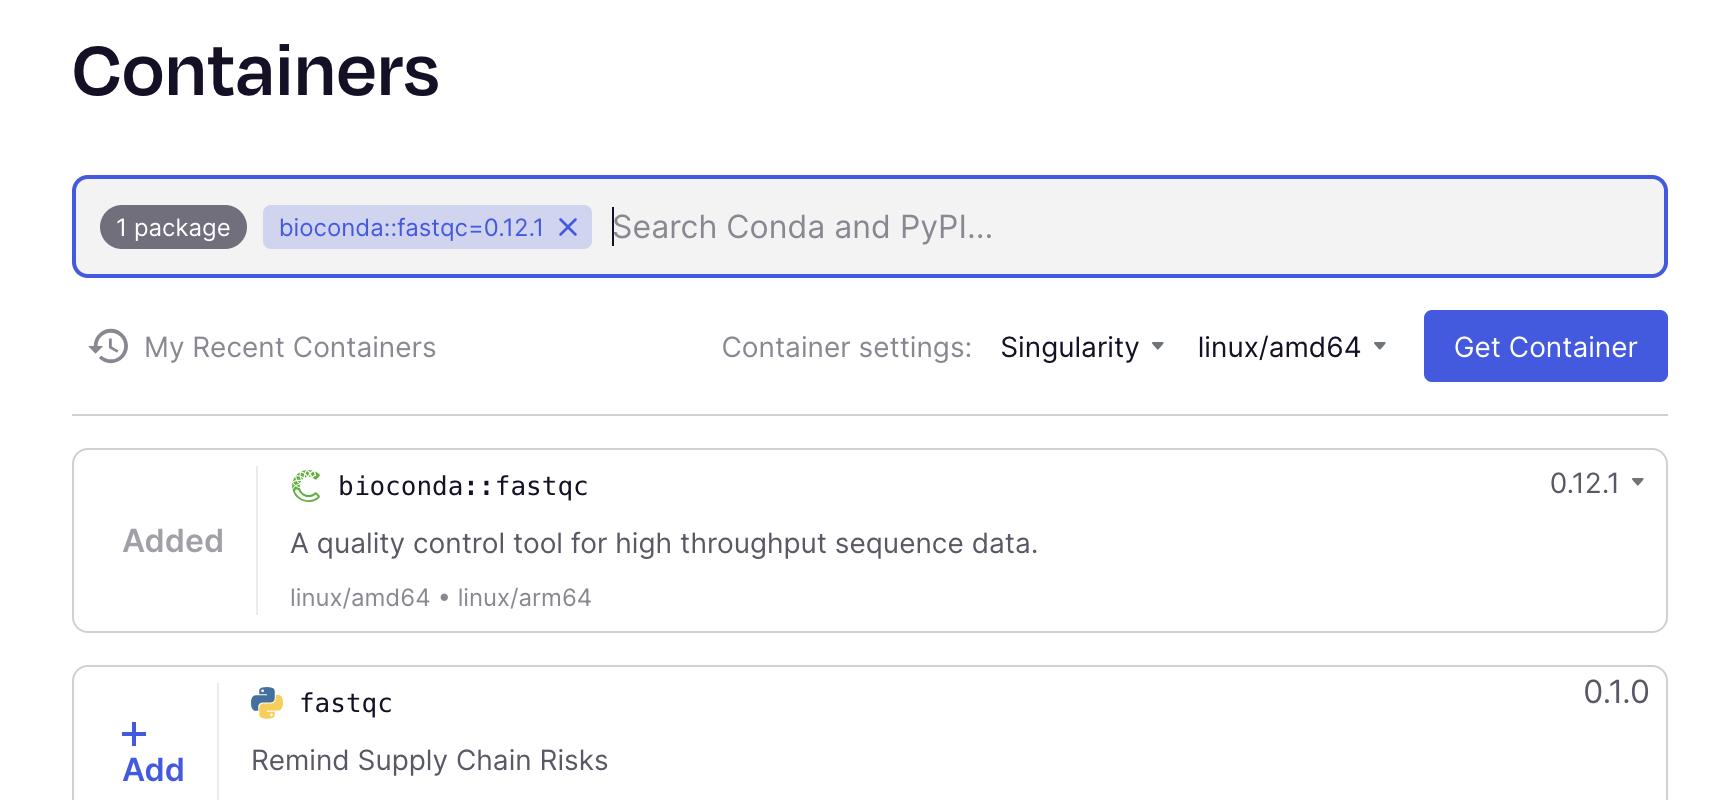 Containers
1 package bioconda::fastqc=0.12.1 Search Conda and PyPI...
My Recent Containers Container settings: Singularity linux/amd64 Get Container
bioconda::fastqc 0.12.1
Added
A quality control tool for high throughput sequence data.
linux/amd64 • linux/arm64
fastqc 0.1.0
+
Add
Remind Supply Chain Risks